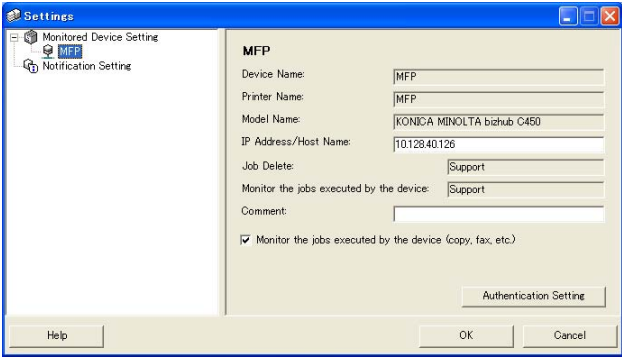 Settings
Monitored Device Setting
MFP
Notification Setting
MFP
Device Name: MFP
Printer Name: MFP
Model Name: KONICA MINOLTA bizhub C450
IP Address/Host Name: 10.128.40.126
Job Delete: Support
Monitor the jobs executed by the device: Support
Comment:
Monitor the jobs executed by the device (copy, fax, etc.)
Authentication Setting
Help OK Cancel